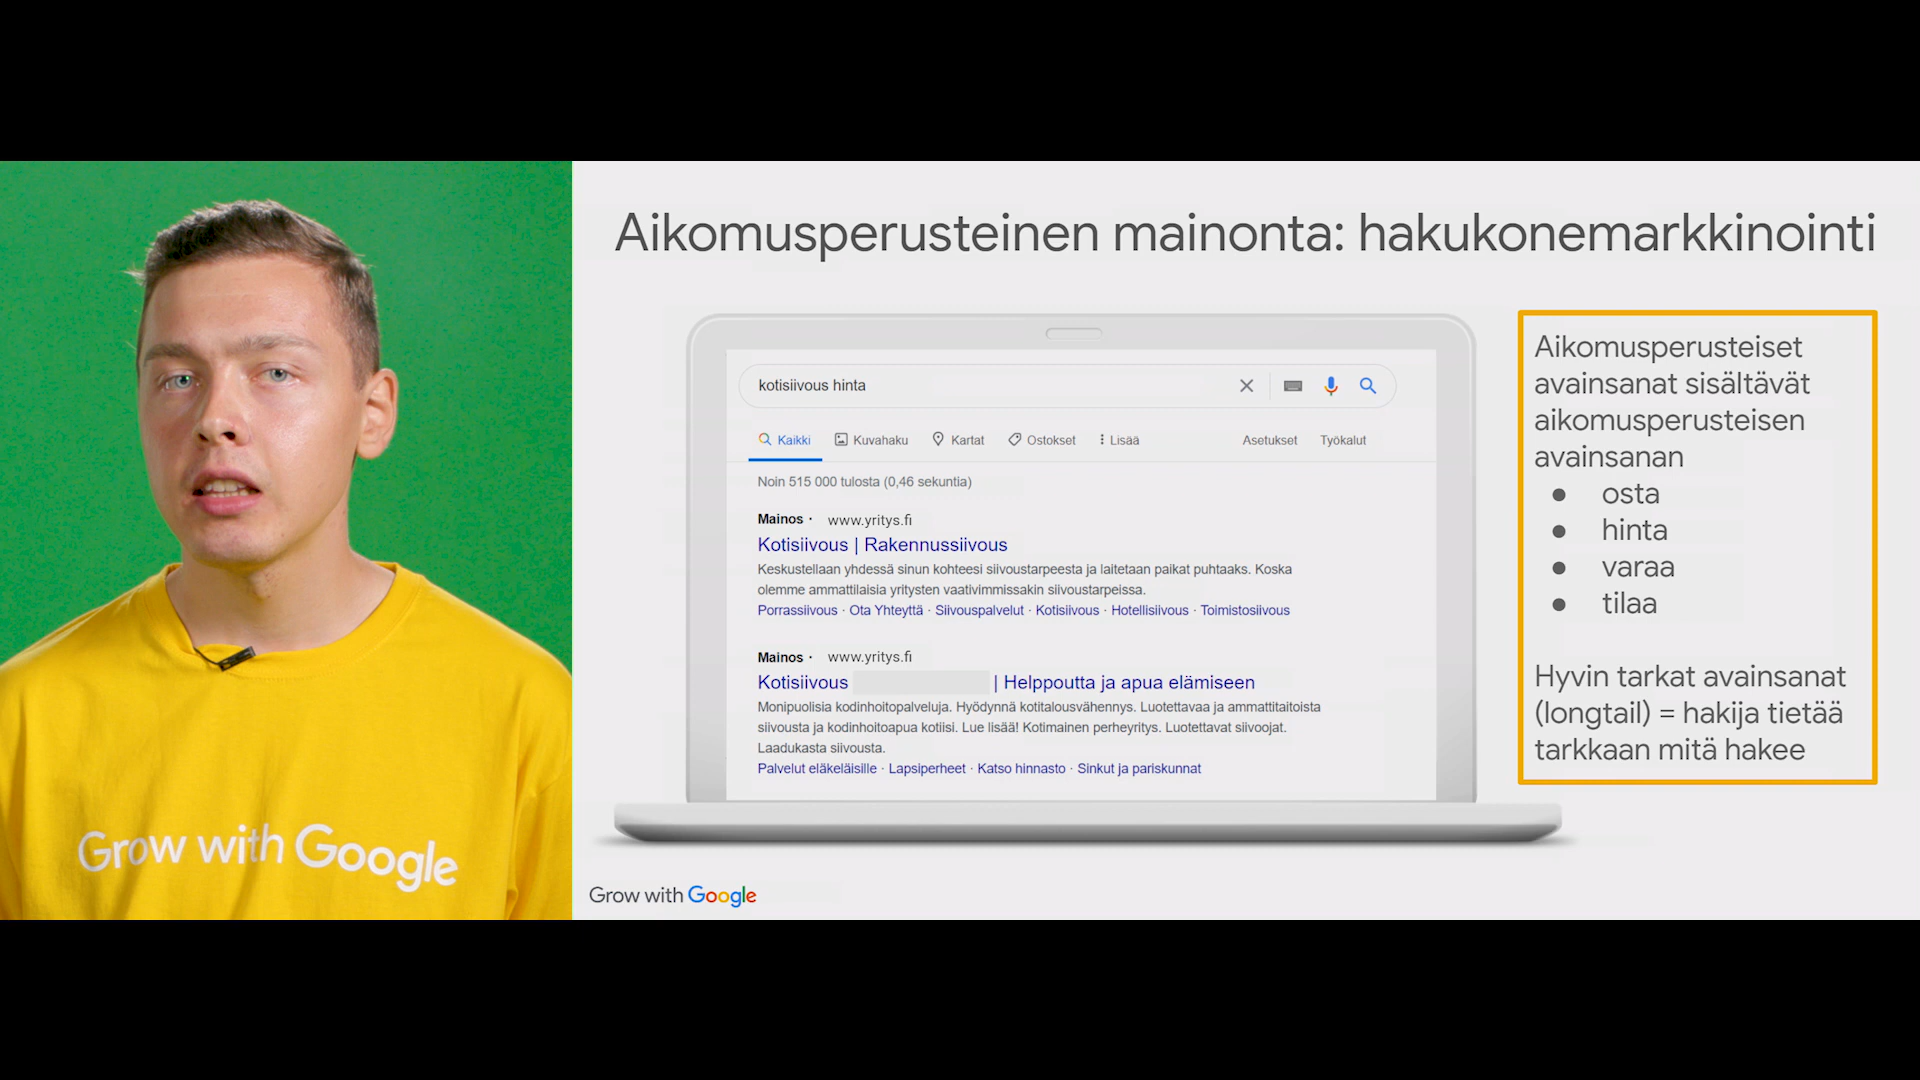 Aikomusperusteinen mainonta: hakukonemarkkinointi
kotisiivous hinta
Kaikki Kuvahaku Kartat Ostokset Lisää Asetukset Työkalut
Noin 515 000 tulosta (0,46 sekuntia)
Mainos · www.yritys.fi
Kotisiivous | Rakennussiivous
Keskustellaan yhdessä sinun kohteesi siivoustarpeesta ja laitetaan paikat puhtaaks. Koska
olemme ammattilaisia yritysten vaativimmissakin siivoustarpeissa.
Porrassiivous · Ota Yhteyttä · Siivouspalvelut · Kotisiivous · Hotellisiivous · Toimistosiivous
Mainos · www.yritys.fi
Kotisiivous | Helppoutta ja apua elämiseen
Monipuolisia kodinhoitopalveluja. Hyödynnä kotitalousvähennys. Luotettavaa ja ammattitaitoista
siivousta ja kodinhoitoapua kotiisi. Lue lisää! Kotimainen perheyritys. Luotettavat siivoojat.
Laadukasta siivousta.
Palvelut eläkeläisille · Lapsiperheet · Katso hinnasto · Sinkut ja pariskunnat
Aikomusperusteiset
avainsanat sisältävät
aikomusperusteisen
avainsanan
● osta
● hinta
● varaa
● tilaa
Hyvin tarkat avainsanat
(longtail) = hakija tietää
tarkkaan mitä hakee
Grow with Google
Grow with Google